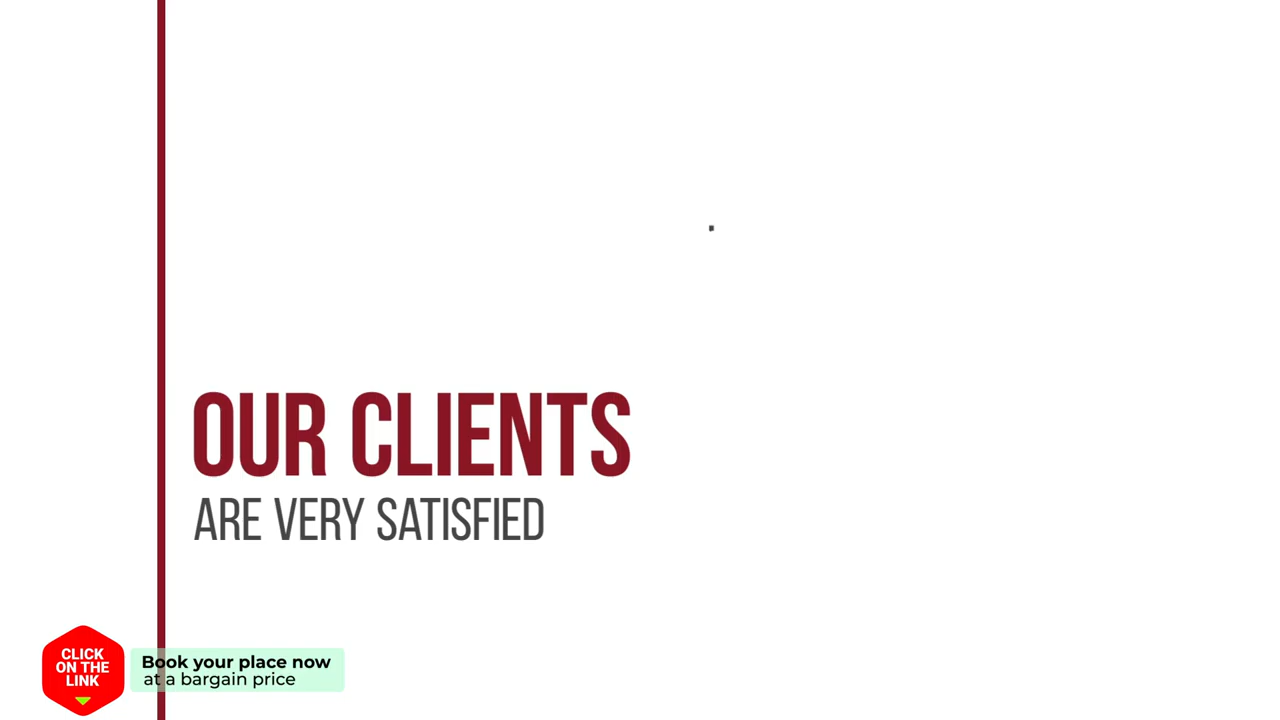 OUR CLIENTS
ARE VERY SATISFIED
CLICK
ON THE
LINK
Book your place now
at a bargain price